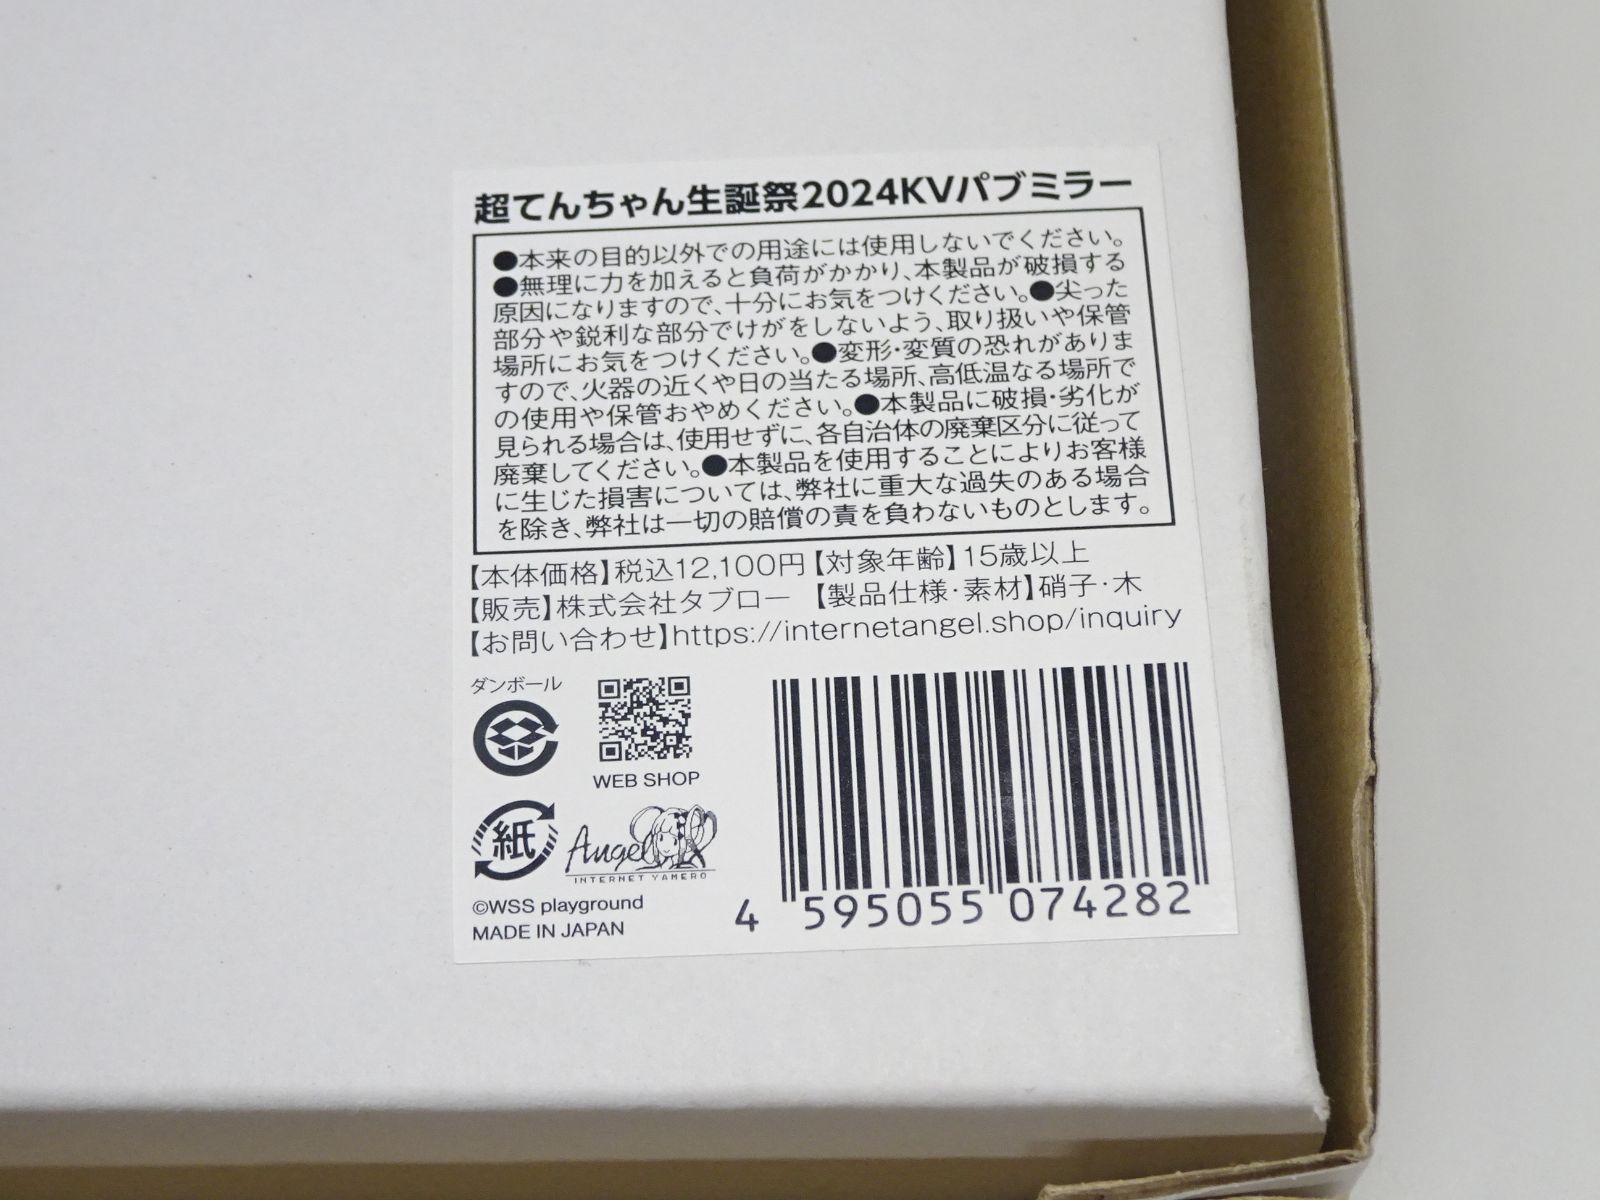 超てんちゃん生誕祭2024KVパブミラー
●本来の目的以外での用途には使用しないでください。
●無理に力を加えると負荷がかかり、本製品が破損する
原因になりますので、十分にお気をつけください。●尖った
部分や鋭利な部分でけがをしないよう、取り扱いや保管
場所にお気をつけください。●変形・変質の恐れがありま
すので、火器の近くや日の当たる場所、高低温なる場所で
の使用や保管おやめください。●本製品に破損・劣化が
見られる場合は、使用せずに、各自治体の廃棄区分に従って
廃棄してください。●本製品を使用することによりお客様
に生じた損害については、弊社に重大な過失のある場合
を除き、弊社は一切の賠償の責を負わないものとします。
【本体価格】税込12,100円【対象年齢】15歳以上
【販売】株式会社タブロー 【製品仕様・素材】硝子・木
【お問い合わせ】https://internetangel.shop/inquiry
ダンボール
WEB SHOP
紙
Angel
INTERNET YAMERO
©WSS playground
MADE IN JAPAN
4 595055 074282